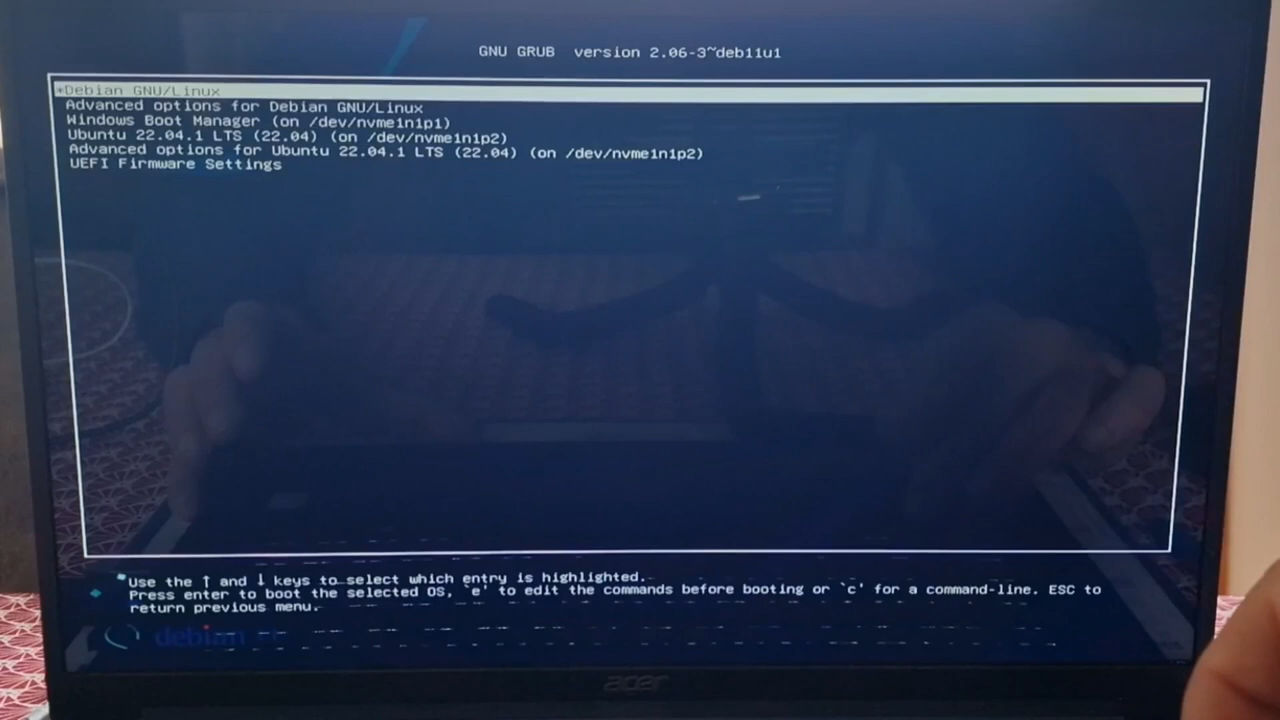 GNU GRUB version 2.06-3~deb11u1
*Debian GNU/Linux
Advanced options for Debian GNU/Linux
Windows Boot Manager (on /dev/nvme1n1p1)
Ubuntu 22.04.1 LTS (22.04) (on /dev/nvme1n1p2)
Advanced options for Ubuntu 22.04.1 LTS (22.04) (on /dev/nvme1n1p2)
UEFI Firmware Settings
Use the ↑ and ↓ keys to select which entry is highlighted.
Press enter to boot the selected OS, `e' to edit the commands before booting or `c' for a command-line. ESC to
return previous menu.
debian
acer